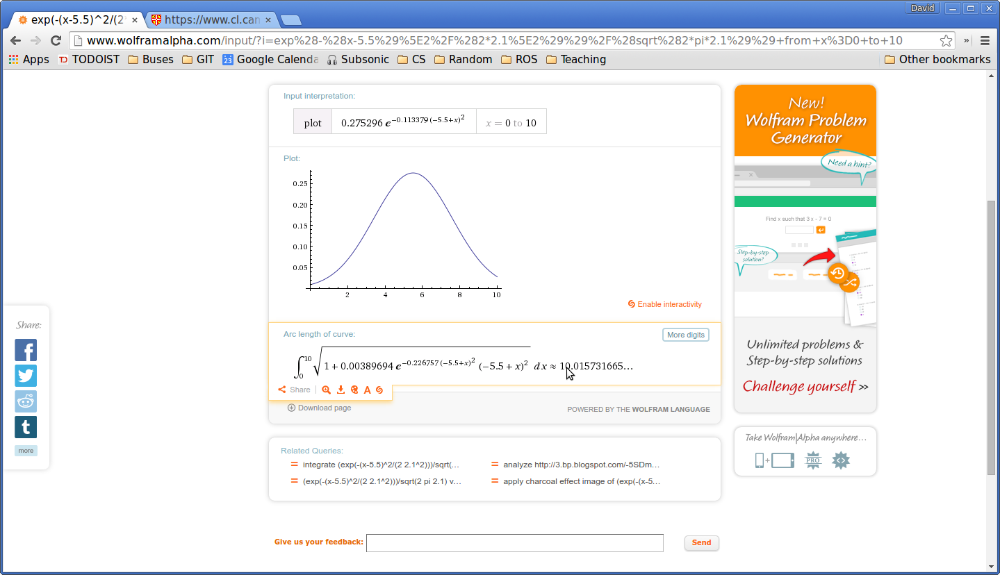 David
exp(-(x-5.5)^2/(2
https://www.cl.can
www.wolframalpha.com/input/?i=exp%28-%28x-5.5%29%5E2%2F%282*2.1%5E2%29%29%2F%28sqrt%282*pi*2.1%29%29+from+x%3D0+to+10
Apps TODOIST Buses GIT 23 Google Calenda Subsonic CS Random ROS Teaching Other bookmarks
Input interpretation:
plot 0.275296 e^−0.113379 (−5.5+x)^2 x = 0 to 10
Plot:
0.25
0.20
0.15
0.10
0.05
2 4 6 8 10
Enable interactivity
Arc length of curve:
More digits
∫_0^10 √(1 + 0.00389694 e^−0.226757 (−5.5+x)^2 (−5.5 + x)^2) dx ≈ 10.015731665...
Share A
Download page
POWERED BY THE WOLFRAM LANGUAGE
Related Queries:
= integrate (exp(-(x-5.5)^2/(2 2.1^2)))/sqrt(...
= analyze http://3.bp.blogspot.com/-5SDm...
= (exp(-(x-5.5)^2/(2 2.1^2)))/sqrt(2 pi 2.1) v...
= apply charcoal effect image of (exp(-(x-5...
Give us your feedback:
Send
Share:
f
t
more
New!
Wolfram Problem
Generator
Need a hint?
Find x such that 3 x - 7 = 0
Step-by-step
solution?
Unlimited problems &
Step-by-step solutions
Challenge yourself >>
Take Wolfram|Alpha anywhere...
+ PRO <>